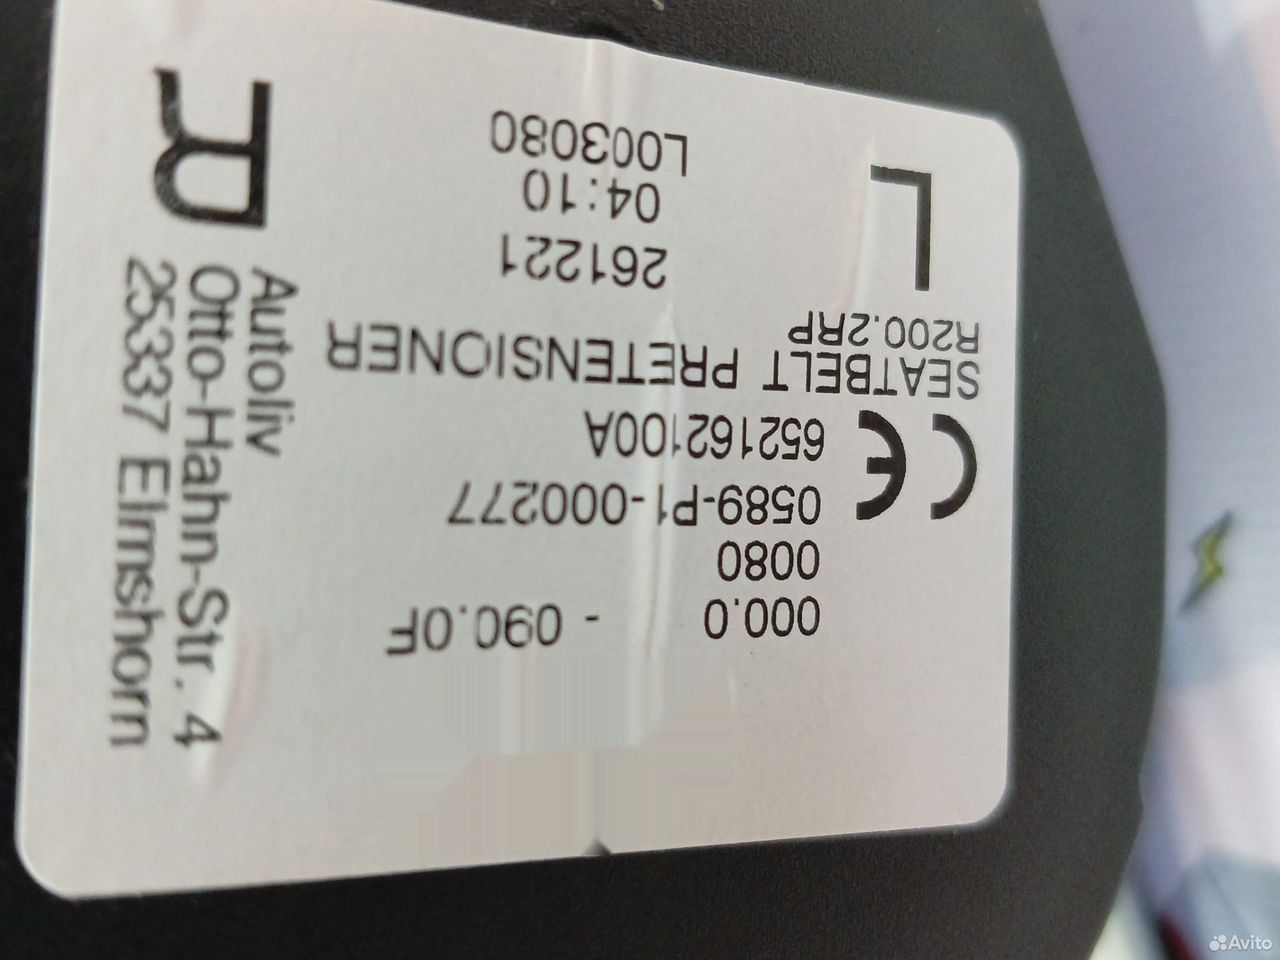 000.0 - 090.0F
0080
0589-P1-000277
CE 652162100A
SEATBELT PRETENSIONER
R200.2RP
L
261221
04:10
L003080
Autoliv
Otto-Hahn-Str. 4
25337 Elmshorn
Avito